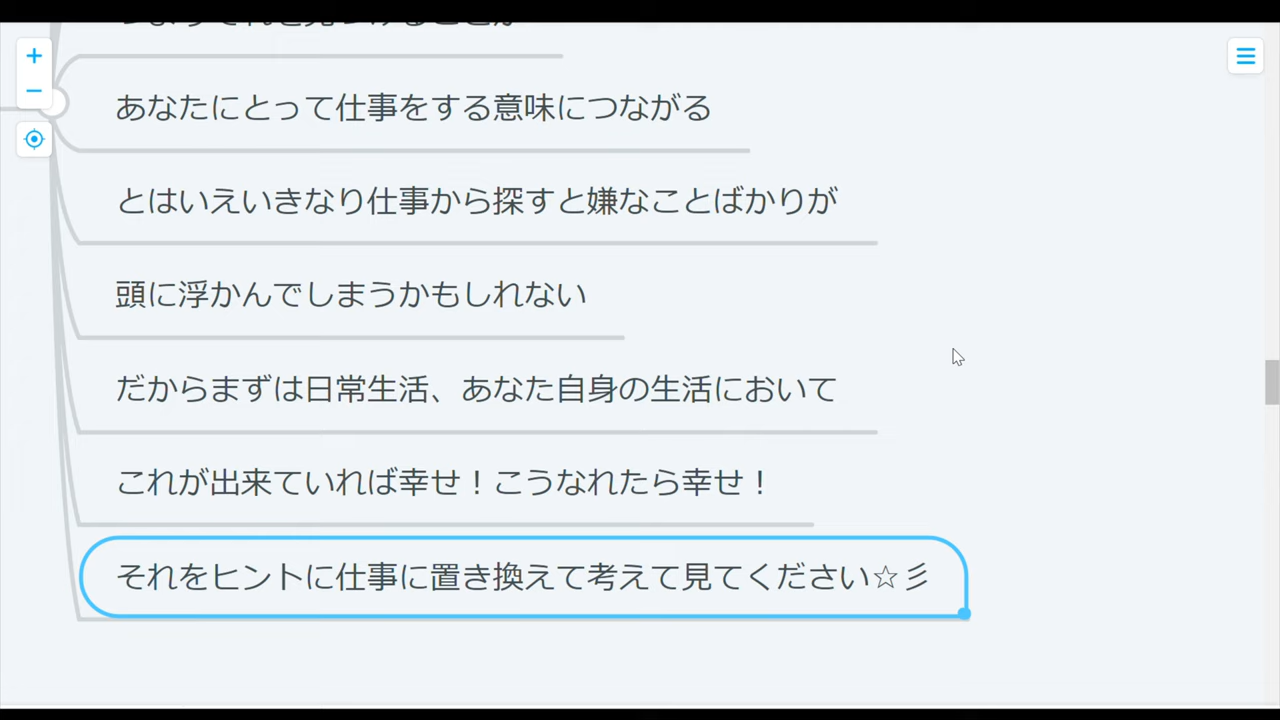 あなたにとって仕事をする意味につながる
とはいえいきなり仕事から探すと嫌なことばかりが
頭に浮かんでしまうかもしれない
だからまずは日常生活、あなた自身の生活において
これが出来ていれば幸せ！こうなれたら幸せ！
それをヒントに仕事に置き換えて考えて見てください☆彡